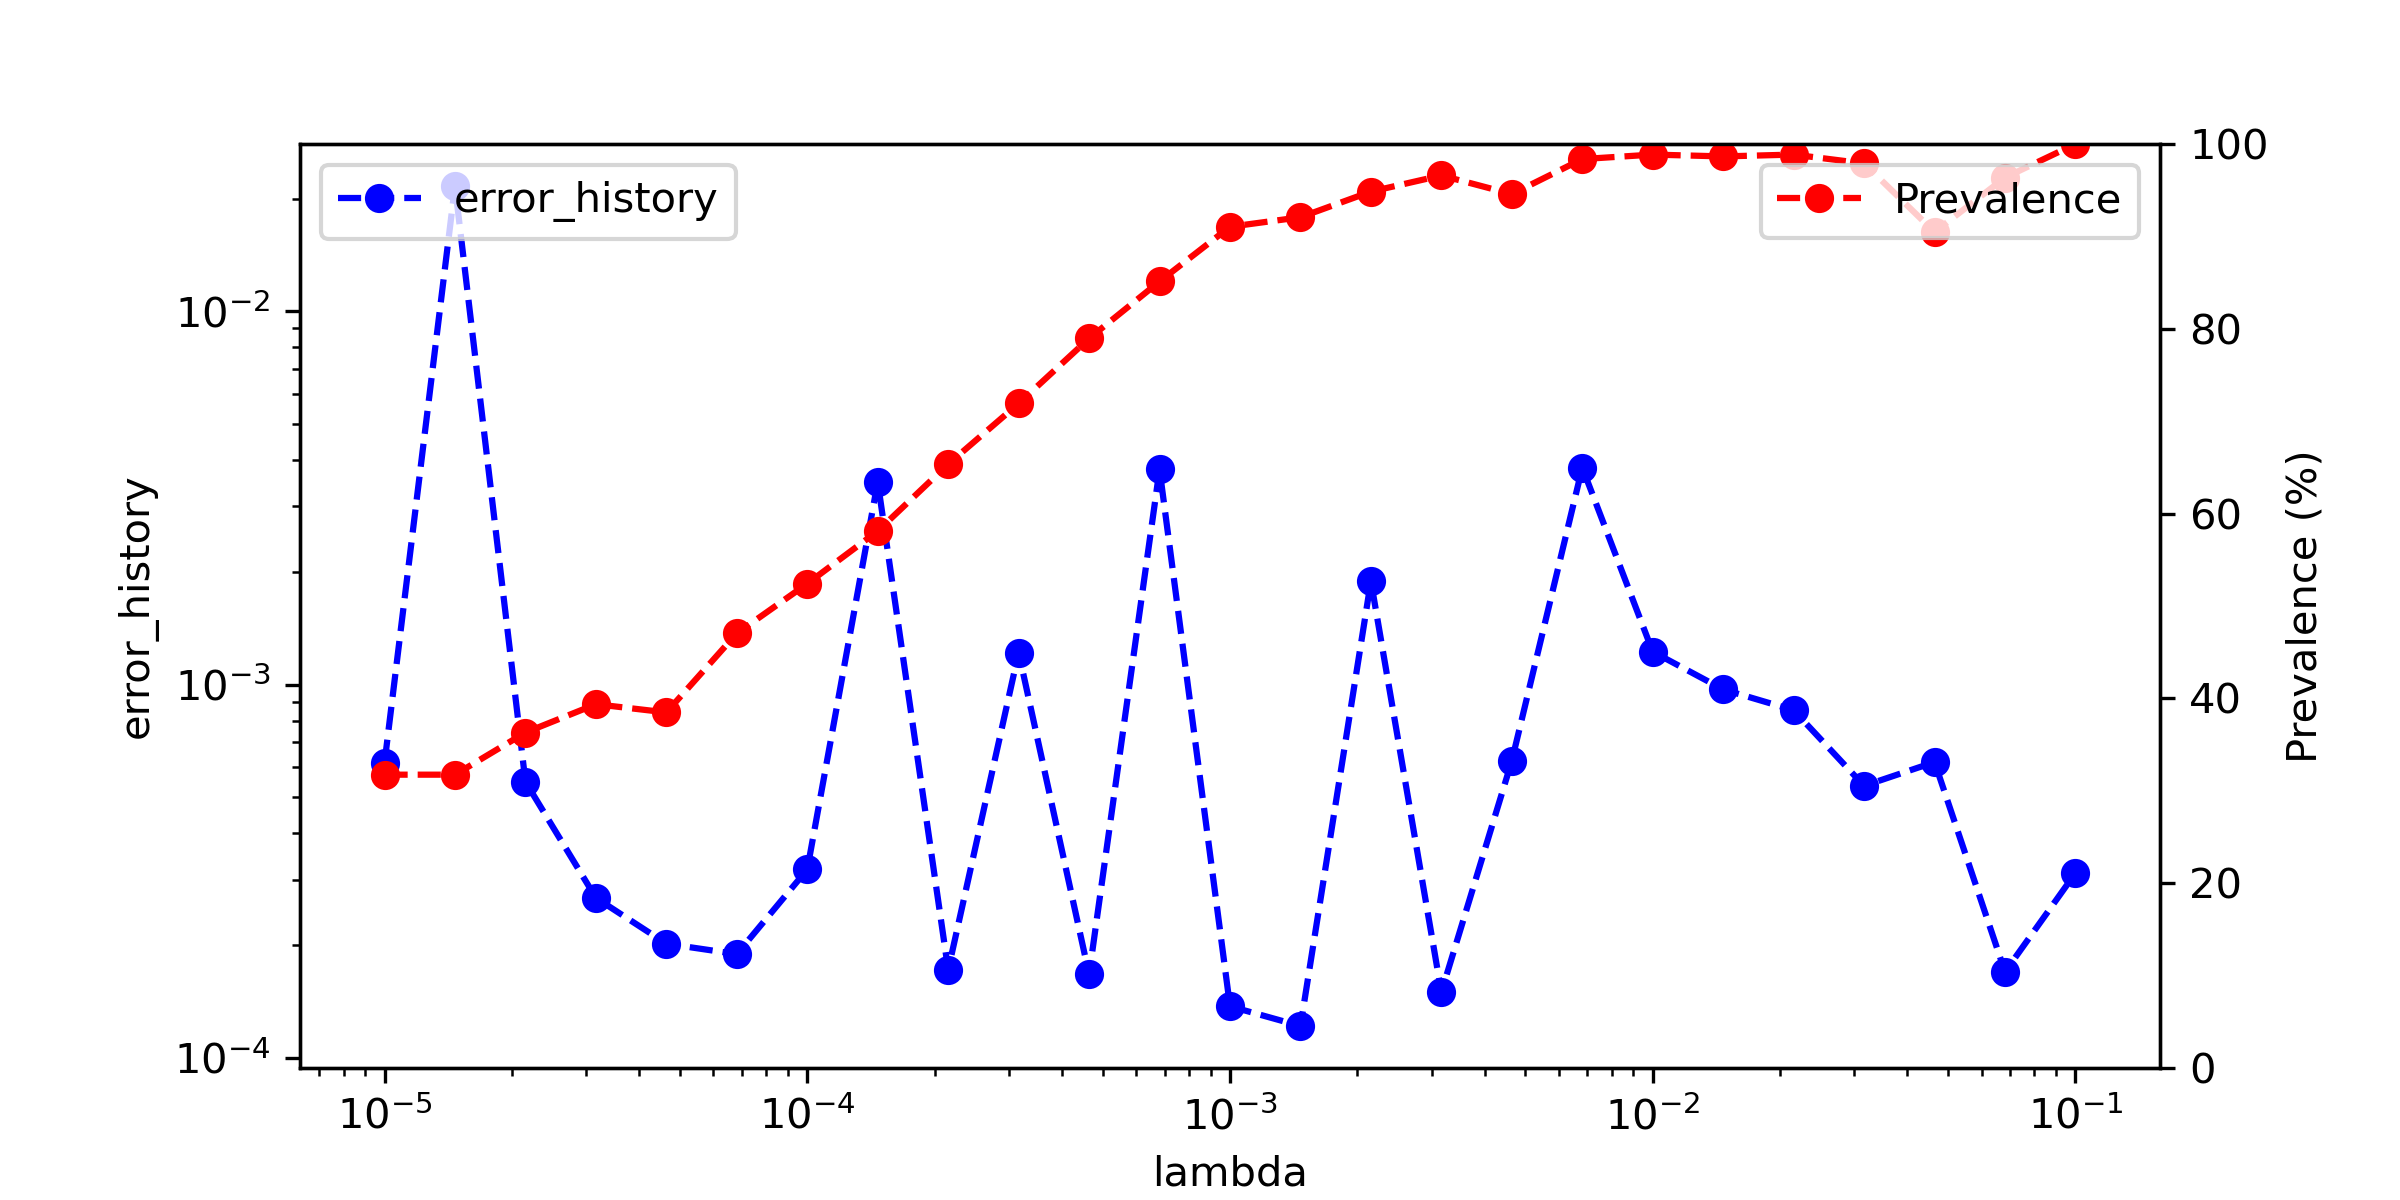 error_history
Prevalence
10⁻²
10⁻³
10⁻⁴
error_history
100
80
60
40
20
0
Prevalence (%)
10⁻⁵
10⁻⁴
10⁻³
10⁻²
10⁻¹
lambda